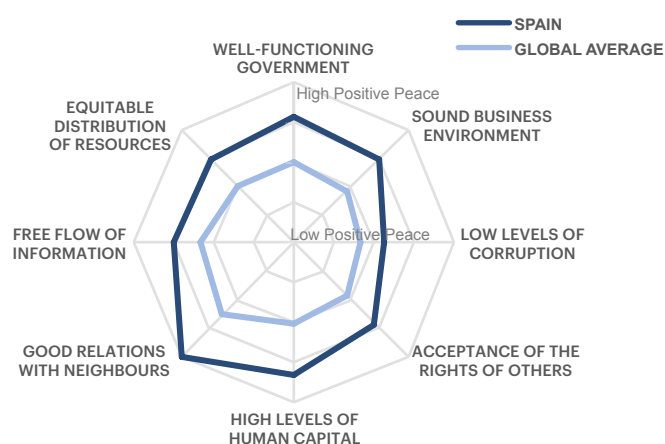 SPAIN
GLOBAL AVERAGE
WELL-FUNCTIONING
GOVERNMENT
High Positive Peace
EQUITABLE
DISTRIBUTION
OF RESOURCES
SOUND BUSINESS
ENVIRONMENT
FREE FLOW OF
INFORMATION
Low Positive Peace
LOW LEVELS OF
CORRUPTION
GOOD RELATIONS
WITH NEIGHBOURS
ACCEPTANCE OF THE
RIGHTS OF OTHERS
HIGH LEVELS OF
HUMAN CAPITAL